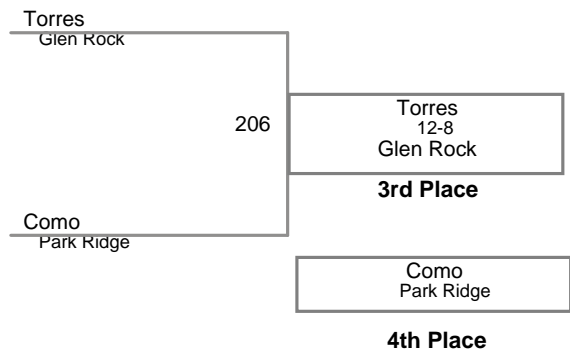 Torres
Glen Rock
206
Torres
12-8
Glen Rock
3rd Place
Como
Park Ridge
Como
Park Ridge
4th Place